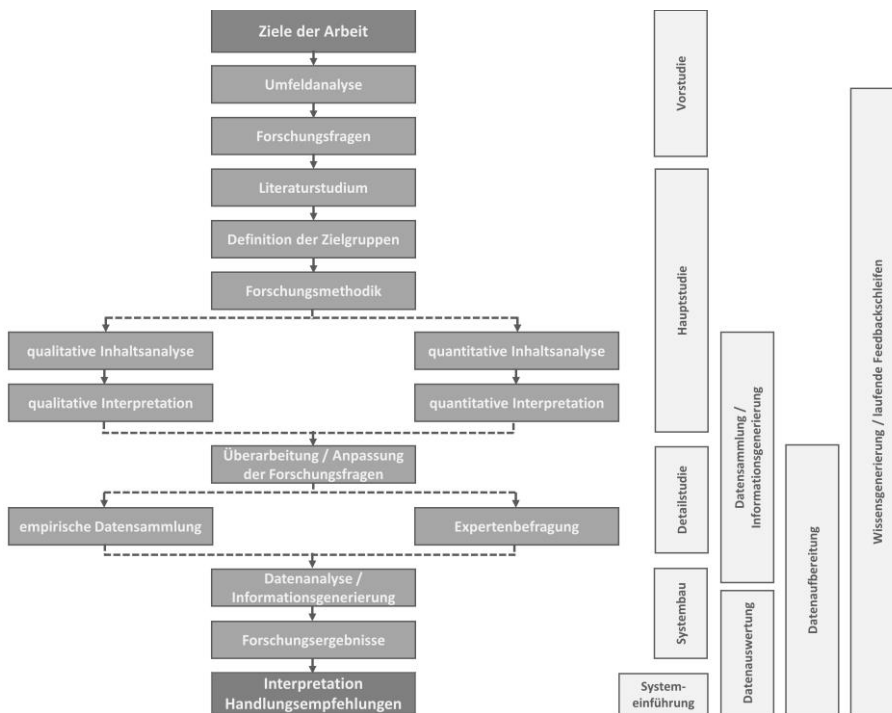 Ziele der Arbeit
Umfeldanalyse
Forschungsfragen
Literaturstudium
Definition der Zielgruppen
Forschungsmethodik
qualitative Inhaltsanalyse
quantitative Inhaltsanalyse
qualitative Interpretation
quantitative Interpretation
Überarbeitung / Anpassung
der Forschungsfragen
empirische Datensammlung
Expertenbefragung
Datenanalyse /
Informationsgenerierung
Forschungsergebnisse
Interpretation
Handlungsempfehlungen
Vorstudie
Hauptstudie
Detailstudie
Systembau
System-
einführung
Datensammlung /
Informationsgenerierung
Datenauswertung
Datenaufbereitung
Wissensgenerierung / laufende Feedbackschleifen